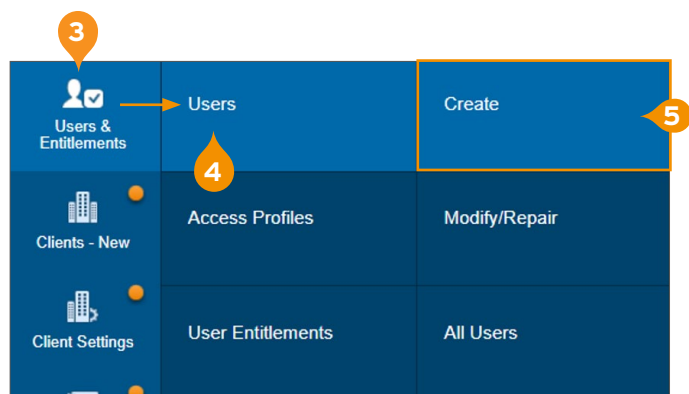 3
Users &
Entitlements
Users
Create
5
4
Clients - New
Access Profiles
Modify/Repair
Client Settings
User Entitlements
All Users